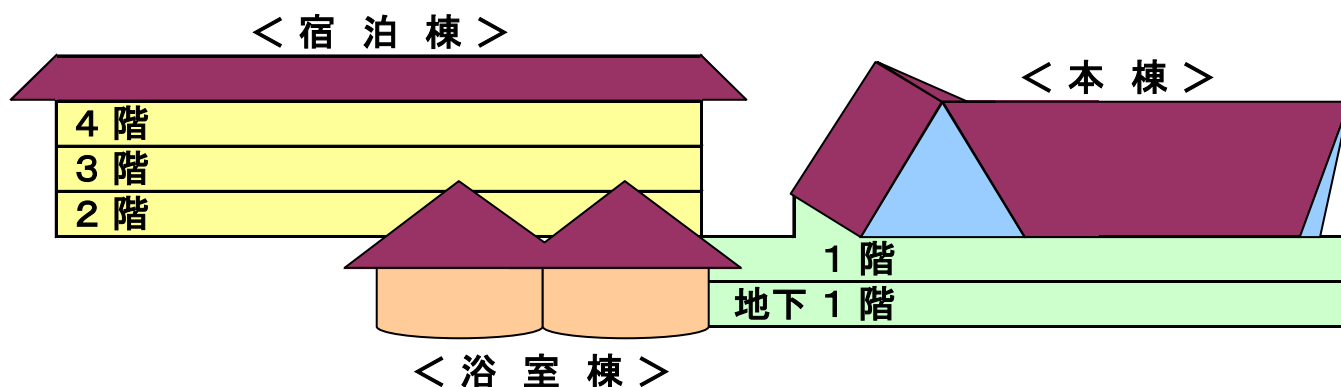 ＜ 宿 泊 棟 ＞
＜ 本 棟 ＞
４ 階
３ 階
２ 階
１ 階
地下 １ 階
＜ 浴 室 棟 ＞